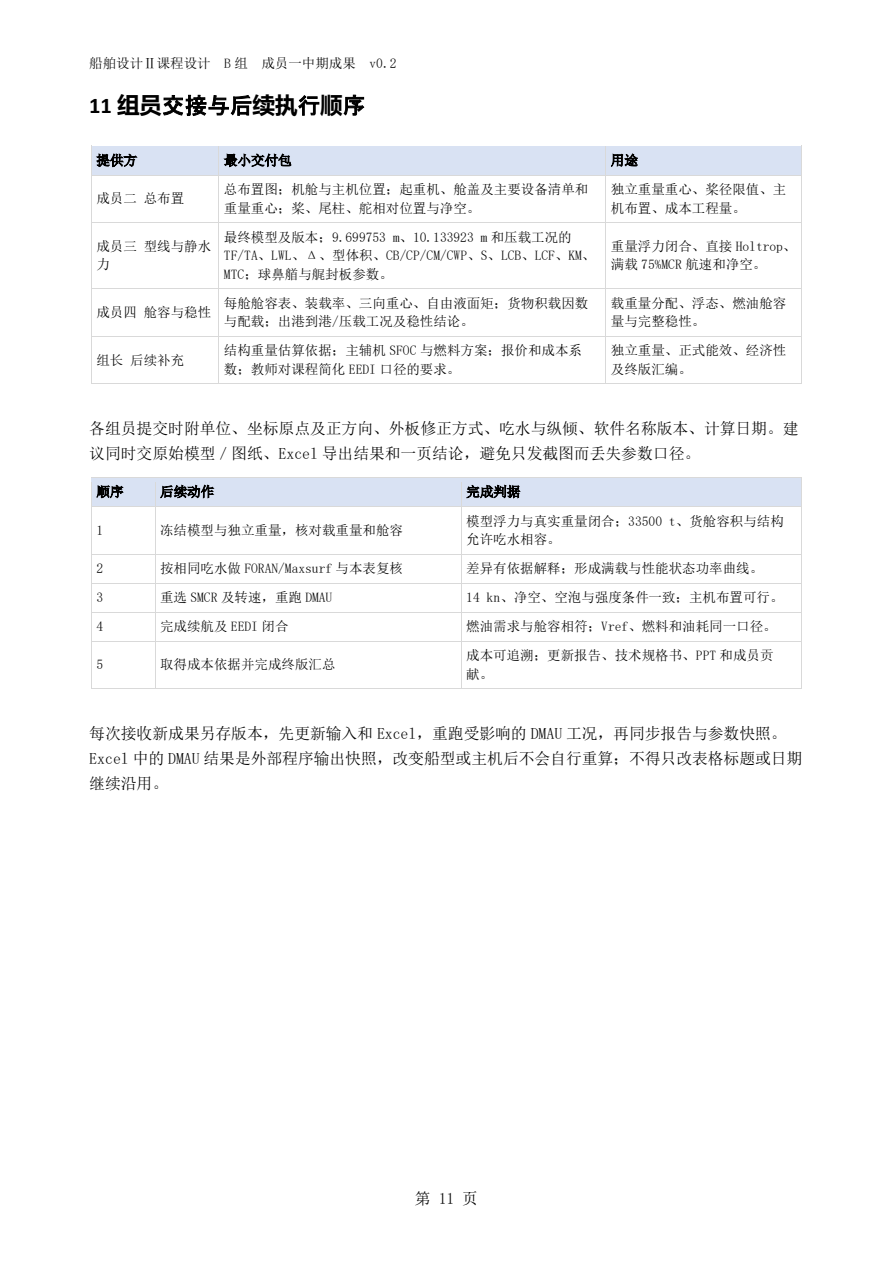 船舶设计Ⅱ课程设计　B 组　成员一中期成果　v0.2
11 组员交接与后续执行顺序
提供方 最小交付包 用途
成员二 总布置
总布置图；机舱与主机位置；起重机、舱盖及主要设备清单和
重量重心；桨、尾柱、舵相对位置与净空。
独立重量重心、桨径限值、主
机布置、成本工程量。
成员三 型线与静水
力
最终模型及版本；9.699753 m、10.133923 m 和压载工况的
TF/TA、LWL、Δ、型体积、CB/CP/CM/CWP、S、LCB、LCF、KM、
MTC；球鼻艏与艉封板参数。
重量浮力闭合、直接 Holtrop、
满载 75%MCR 航速和净空。
成员四 舱容与稳性
每舱舱容表、装载率、三向重心、自由液面矩；货物积载因数
与配载；出港到港/压载工况及稳性结论。
载重量分配、浮态、燃油舱容
量与完整稳性。
组长 后续补充
结构重量估算依据；主辅机 SFOC 与燃料方案；报价和成本系
数；教师对课程简化 EEDI 口径的要求。
独立重量、正式能效、经济性
及终版汇编。
各组员提交时附单位、坐标原点及正方向、外板修正方式、吃水与纵倾、软件名称版本、计算日期。建
议同时交原始模型 / 图纸、Excel 导出结果和一页结论，避免只发截图而丢失参数口径。
顺序 后续动作 完成判据
1 冻结模型与独立重量，核对载重量和舱容
模型浮力与真实重量闭合；33500 t、货舱容积与结构
允许吃水相容。
2 按相同吃水做 FORAN/Maxsurf 与本表复核 差异有依据解释；形成满载与性能状态功率曲线。
3 重选 SMCR 及转速，重跑 DMAU 14 kn、净空、空泡与强度条件一致；主机布置可行。
4 完成续航及 EEDI 闭合 燃油需求与舱容相符；Vref、燃料和油耗同一口径。
5 取得成本依据并完成终版汇总
成本可追溯；更新报告、技术规格书、PPT 和成员贡
献。
每次接收新成果另存版本，先更新输入和 Excel，重跑受影响的 DMAU 工况，再同步报告与参数快照。
Excel 中的 DMAU 结果是外部程序输出快照，改变船型或主机后不会自行重算；不得只改表格标题或日期
继续沿用。
第 11 页